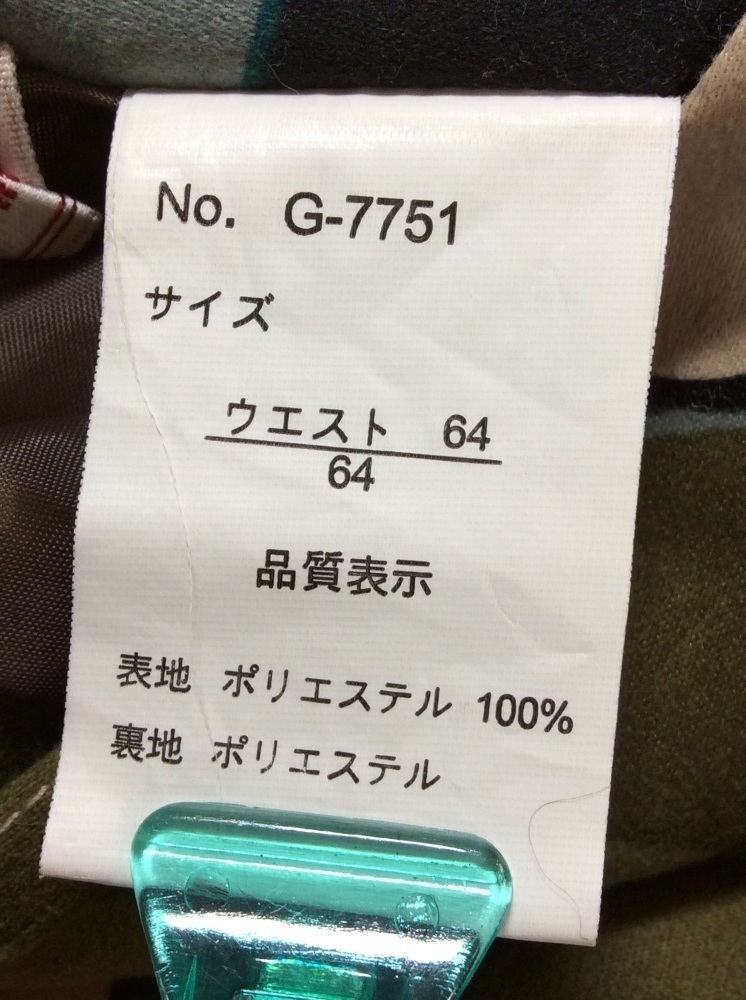 No. G-7751
サイズ
ウエスト 64
64
品質表示
表地 ポリエステル 100%
裏地 ポリエステル